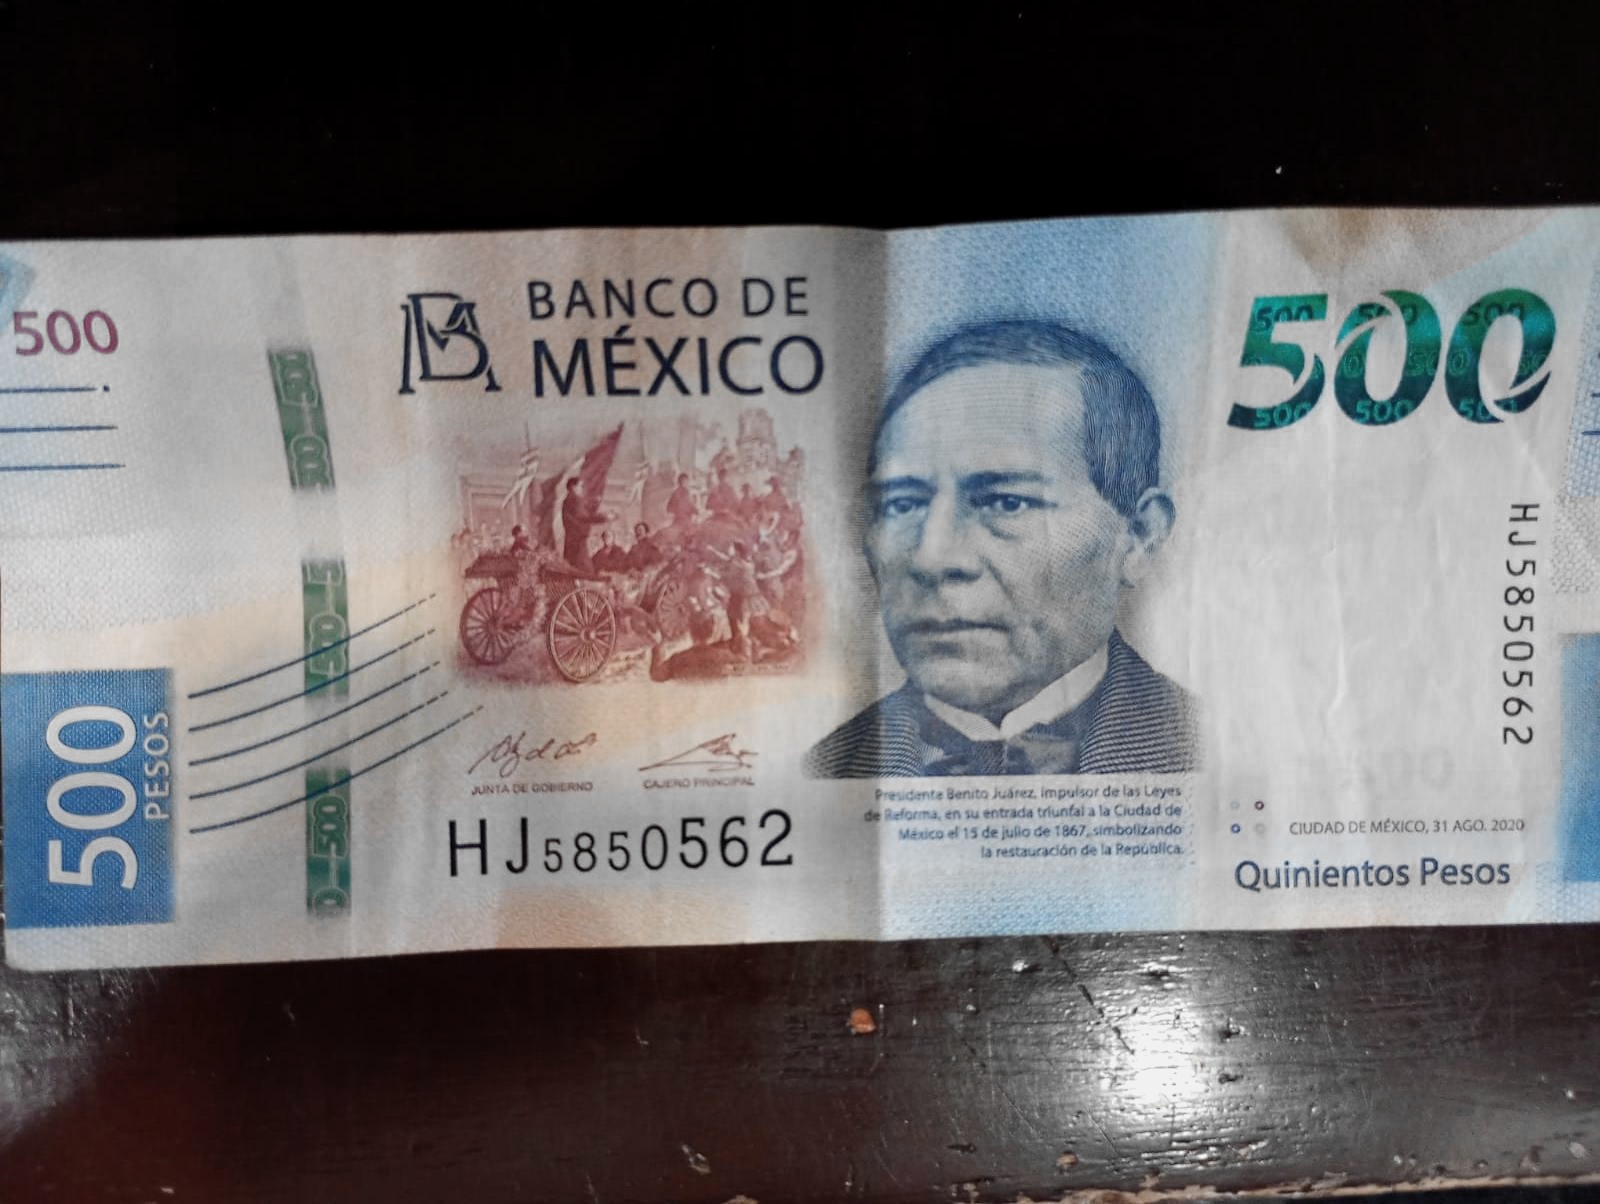 500
BANCO DE
MÉXICO
500
500 PESOS
HJ5850562
JUNTA DE GOBIERNO
CAJERO PRINCIPAL
HJ5850562
Presidente Benito Juárez, impulsor de las Leyes
de Reforma, en su entrada triunfal a la Ciudad de
México el 15 de julio de 1867, simbolizando
la restauración de la República.
CIUDAD DE MÉXICO, 31 AGO. 2020
Quinientos Pesos